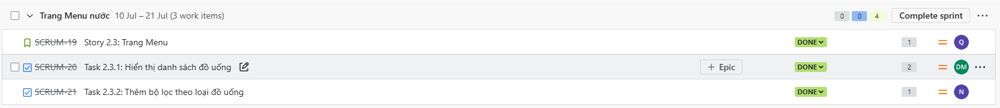 Trang Menu nước 10 Jul – 21 Jul (3 work items) 0 0 4 Complete sprint
SCRUM-19 Story 2.3: Trang Menu DONE 1 Q
SCRUM-20 Task 2.3.1: Hiển thị danh sách đồ uống + Epic DONE 2 DM
SCRUM-21 Task 2.3.2: Thêm bộ lọc theo loại đồ uống DONE 1 N